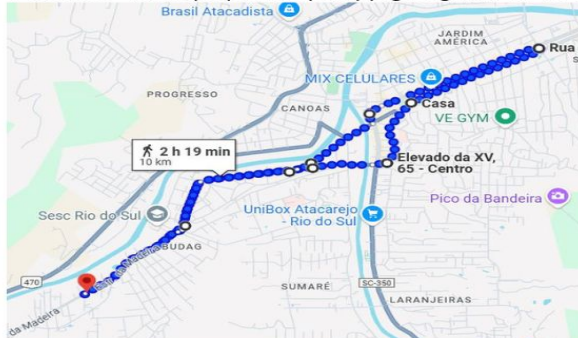 Brasil Atacadista
JARDIM
AMÉRICA
Rua
MIX CELULARES
PROGRESSO
CANOAS
Casa
VE GYM
2 h 19 min
10 km
Elevado da XV,
65 - Centro
Pico da Bandeira
Sesc Rio do Sul
UniBox Atacarejo
- Rio do Sul
BUDAG
470
SUMARÉ
SC-350
LARANJEIRAS
da Madeira